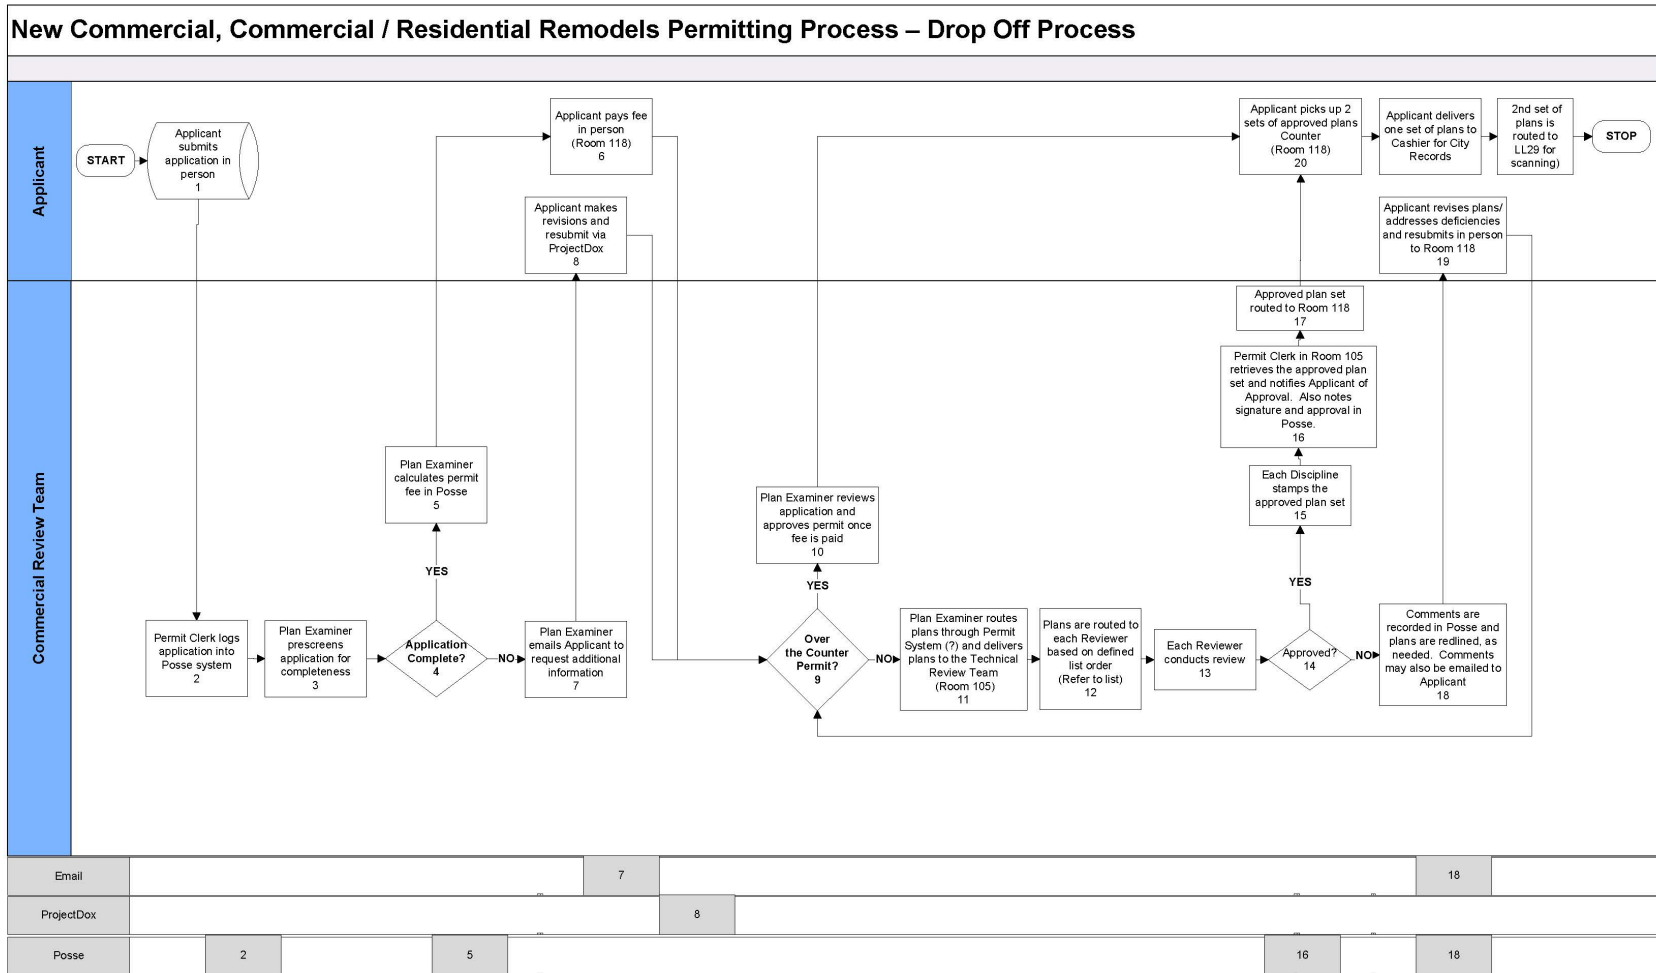 New Commercial, Commercial / Residential Remodels Permitting Process – Drop Off Process
Applicant
START
Applicant
submits
application in
person
1
Applicant pays fee
in person
(Room 118)
6
Applicant makes
revisions and
resubmit via
ProjectDox
8
Applicant picks up 2
sets of approved plans
Counter
(Room 118)
20
Applicant delivers
one set of plans to
Cashier for City
Records
2nd set of
plans is
routed to
LL29 for
scanning)
STOP
Applicant revises plans/
addresses deficiencies
and resubmits in person
to Room 118
19
Commercial Review Team
Permit Clerk logs
application into
Posse system
2
Plan Examiner
prescreens
application for
completeness
3
Application
Complete?
4
YES
Plan Examiner
calculates permit
fee in Posse
5
NO
Plan Examiner
emails Applicant to
request additional
information
7
Over
the Counter
Permit?
9
YES
Plan Examiner reviews
application and
approves permit once
fee is paid
10
NO
Plan Examiner routes
plans through Permit
System (?) and delivers
plans to the Technical
Review Team
(Room 105)
11
Plans are routed to
each Reviewer
based on defined
list order
(Refer to list)
12
Each Reviewer
conducts review
13
Approved?
14
YES
Each Discipline
stamps the
approved plan set
15
Permit Clerk in Room 105
retrieves the approved plan
set and notifies Applicant of
Approval.  Also notes
signature and approval in
Posse.
16
Approved plan set
routed to Room 118
17
NO
Comments are
recorded in Posse and
plans are redlined, as
needed.  Comments
may also be emailed to
Applicant
18
Email
7
18
ProjectDox
8
Posse
2
5
16
18